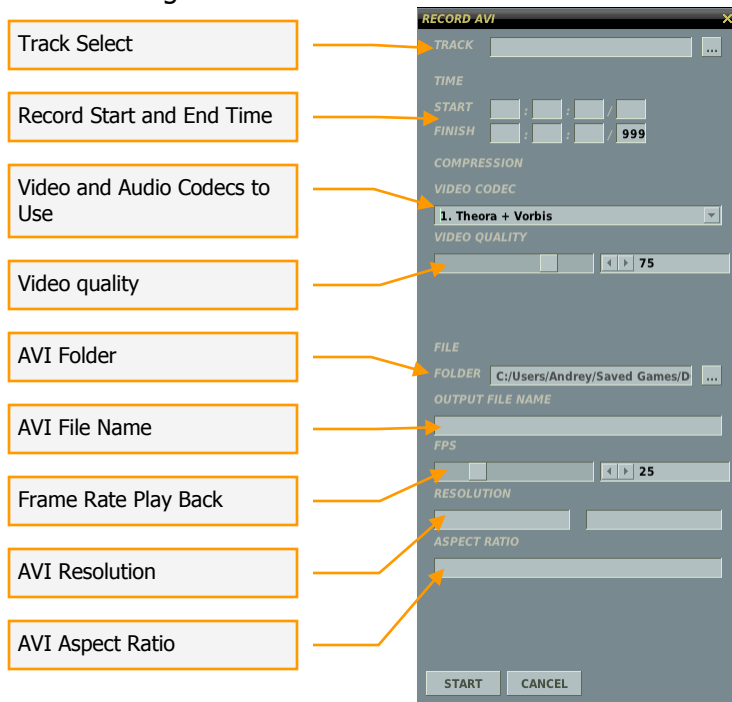 Track Select
Record Start and End Time
Video and Audio Codecs to
Use
Video quality
AVI Folder
AVI File Name
Frame Rate Play Back
AVI Resolution
AVI Aspect Ratio
RECORD AVI
TRACK ...
TIME
START : : /
FINISH : : / 999
COMPRESSION
VIDEO CODEC
1. Theora + Vorbis
VIDEO QUALITY
75
FILE
FOLDER C:/Users/Andrey/Saved Games/D ...
OUTPUT FILE NAME
FPS
25
RESOLUTION
ASPECT RATIO
START CANCEL